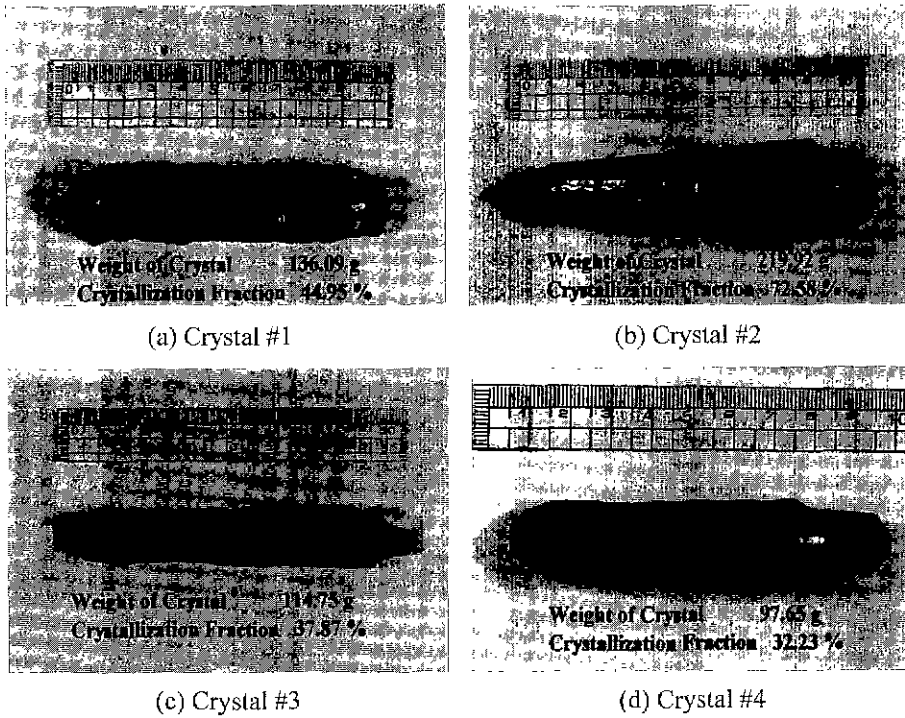 Weight of Crystal 136.09 g
Crystallization Fraction 44.95 %
(a) Crystal #1
Weight of Crystal 219.92 g
Crystallization Fraction 72.58 %
(b) Crystal #2
Weight of Crystal 114.75 g
Crystallization Fraction 37.87 %
(c) Crystal #3
Weight of Crystal 97.65 g
Crystallization Fraction 32.23 %
(d) Crystal #4